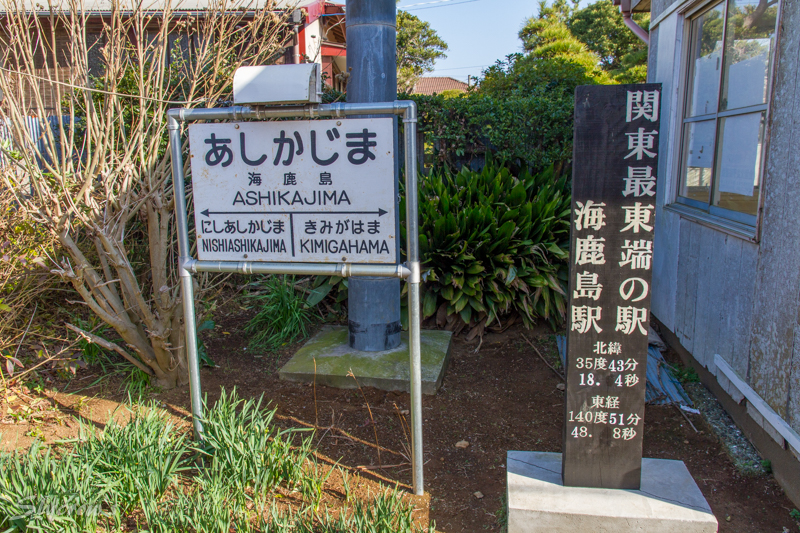 あしかじま
海鹿島
ASHIKAJIMA
にしあしかじま
NISHIASHIKAJIMA
きみがはま
KIMIGAHAMA
関東最東端の駅
海鹿島駅
北緯
35度43分
18.4秒
東経
140度51分
48.8秒